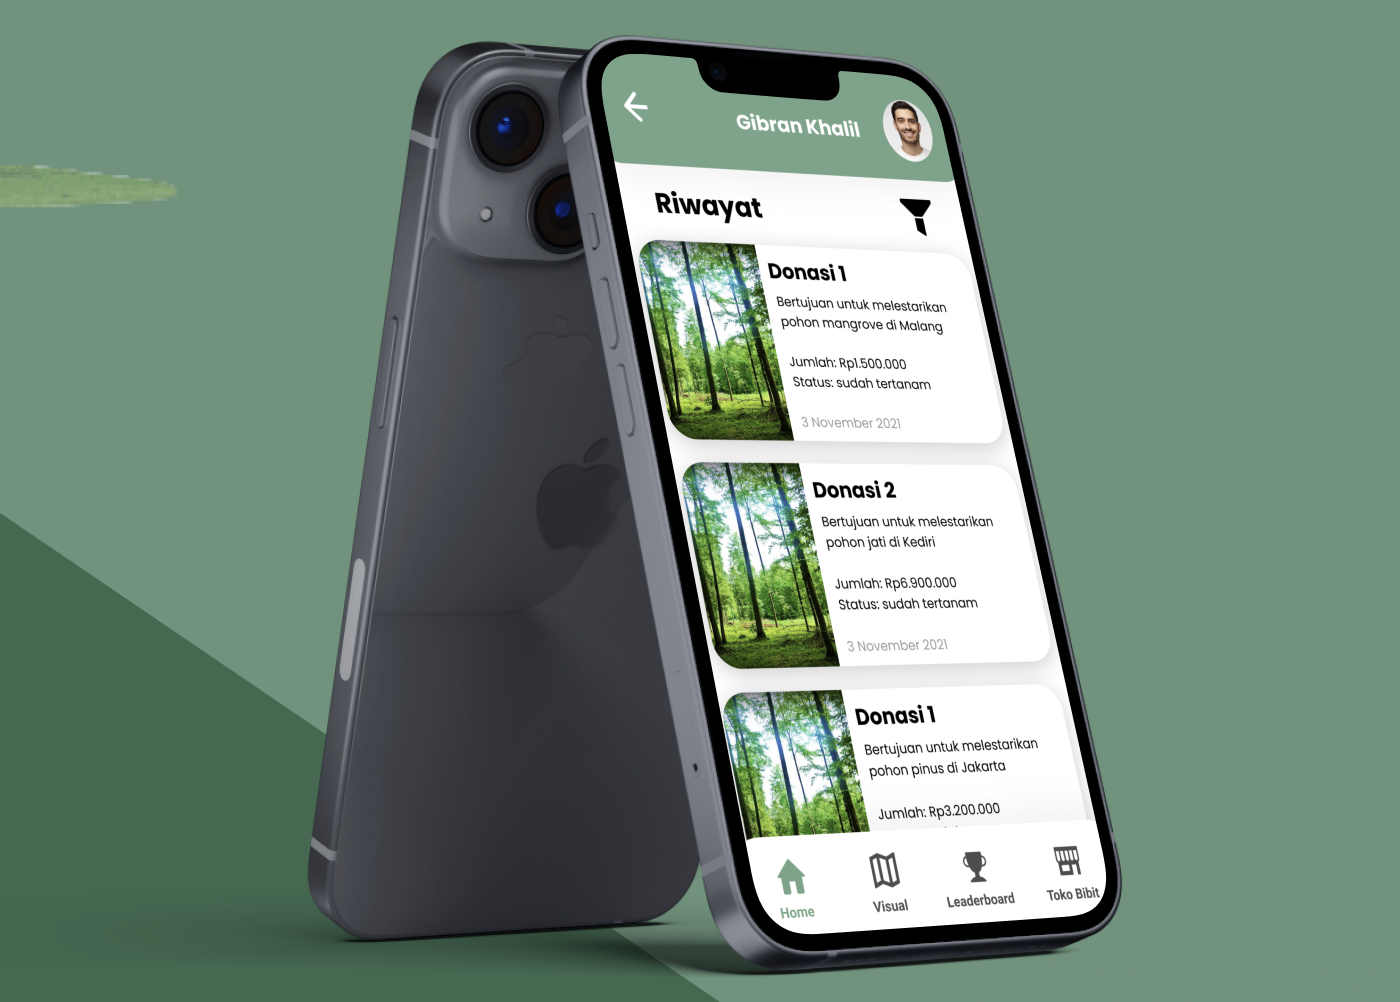 Gibran Khalil
Riwayat
Donasi 1
Bertujuan untuk melestarikan
pohon mangrove di Malang
Jumlah: Rp1.500.000
Status: sudah tertanam
3 November 2021
Donasi 2
Bertujuan untuk melestarikan
pohon jati di Kediri
Jumlah: Rp6.900.000
Status: sudah tertanam
3 November 2021
Donasi 1
Bertujuan untuk melestarikan
pohon pinus di Jakarta
Jumlah: Rp3.200.000
Home
Visual
Leaderboard
Toko Bibit